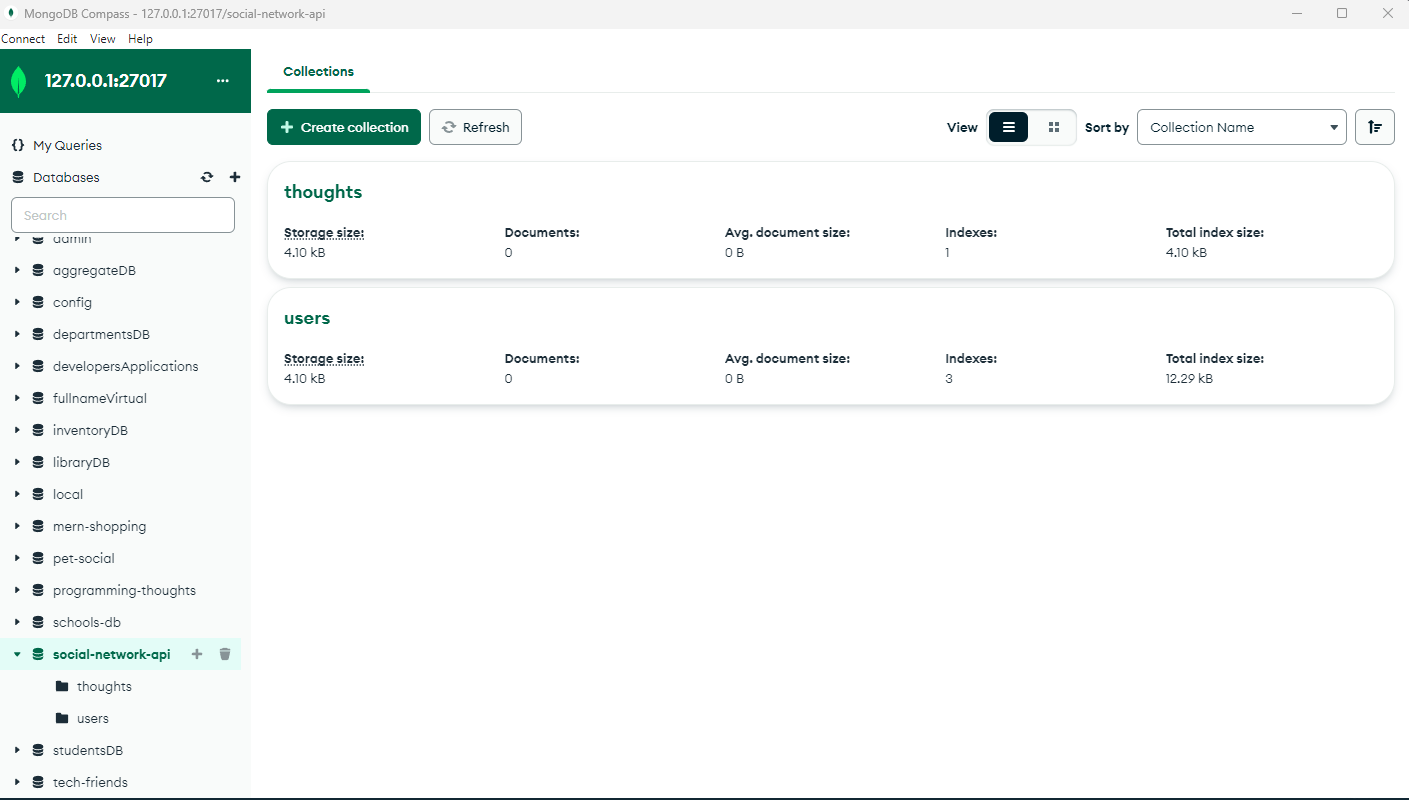 MongoDB Compass - 127.0.0.1:27017/social-network-api
Connect Edit View Help
127.0.0.1:27017
My Queries
Databases
Search
admin
aggregateDB
config
departmentsDB
developersApplications
fullnameVirtual
inventoryDB
libraryDB
local
mern-shopping
pet-social
programming-thoughts
schools-db
social-network-api
thoughts
users
studentsDB
tech-friends
Collections
Create collection Refresh View Sort by Collection Name
thoughts
Storage size: Documents: Avg. document size: Indexes: Total index size:
4.10 kB 0 0 B 1 4.10 kB
users
Storage size: Documents: Avg. document size: Indexes: Total index size:
4.10 kB 0 0 B 3 12.29 kB